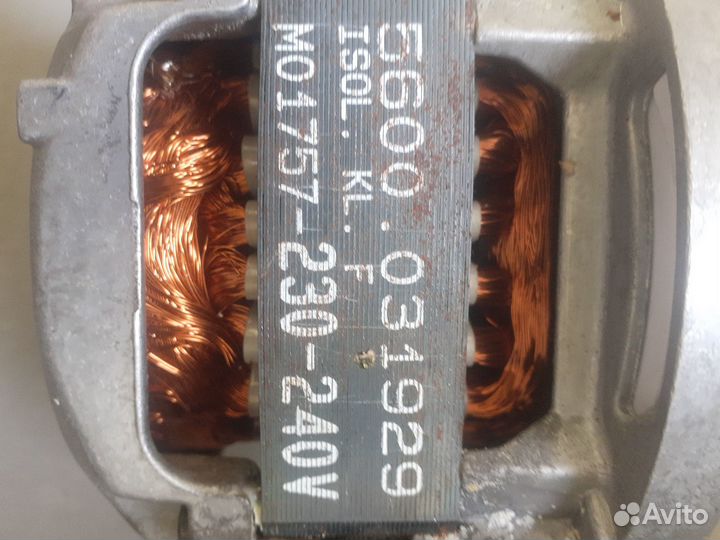 5600.031929
ISOL. KL. F
M01757-230-240V
Avito